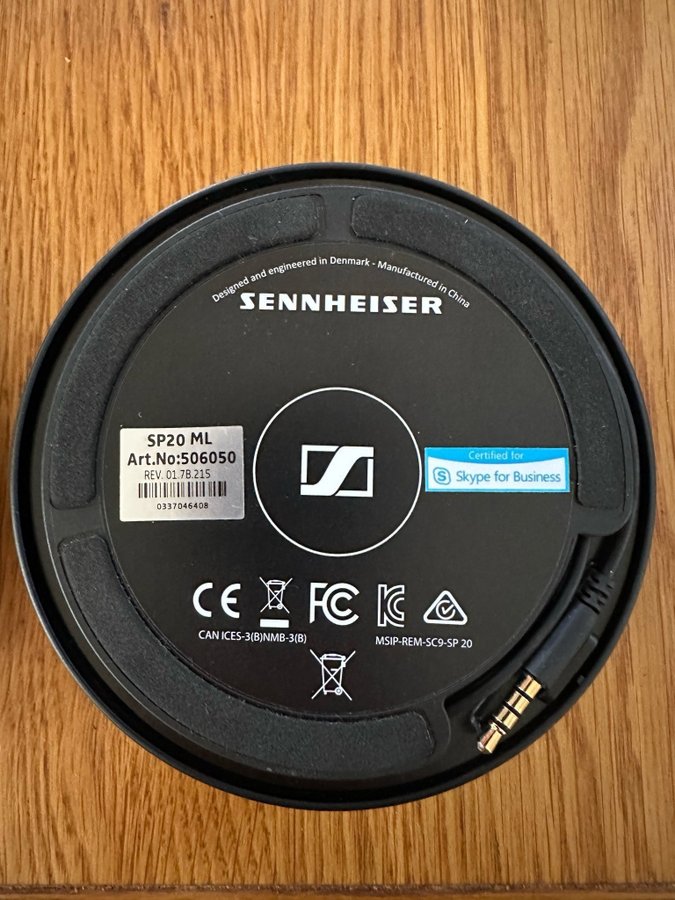 Designed and engineered in Denmark - Manufactured in China
SENNHEISER
SP20 ML
Art.No:506050
REV. 01.7B.215
0337046408
Certified for
S Skype for Business
CE FC
CAN ICES-3(B)NMB-3(B)
MSIP-REM-SC9-SP 20